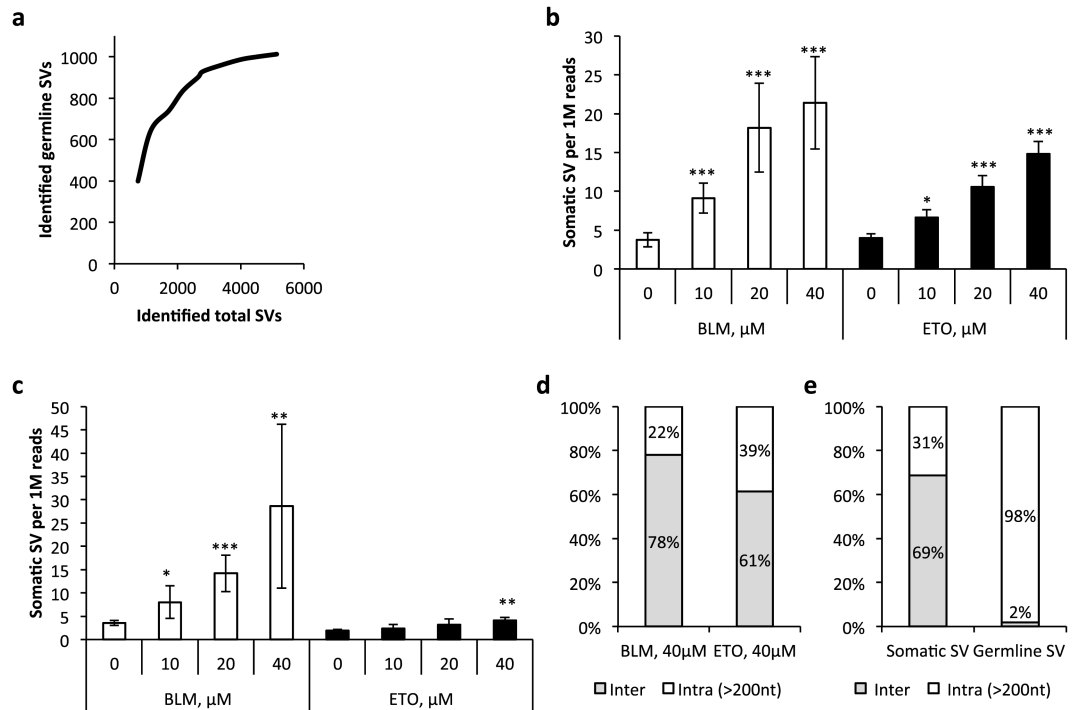 a
Identified germline SVs
1000
800
600
400
200
0
0 2000 4000 6000
Identified total SVs
b
Somatic SV per 1M reads
30
25
20
15
10
5
0
*** *** *** * *** ***
0 10 20 40 0 10 20 40
BLM, µM ETO, µM
c
Somatic SV per 1M reads
50
45
40
35
30
25
20
15
10
5
0
* *** ** **
0 10 20 40 0 10 20 40
BLM, µM ETO, µM
d
100%
80%
60%
40%
20%
0%
22% 39%
78% 61%
BLM, 40µM ETO, 40µM
Inter Intra (>200nt)
e
100%
80%
60%
40%
20%
0%
31% 98%
69% 2%
Somatic SV Germline SV
Inter Intra (>200nt)